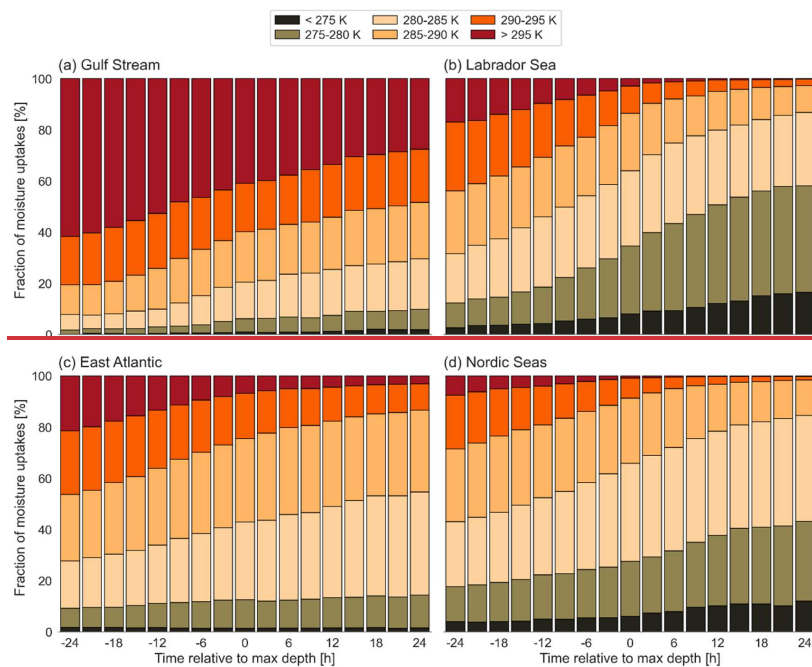 < 275 K 280-285 K 290-295 K
275-280 K 285-290 K > 295 K
(a) Gulf Stream (b) Labrador Sea
Fraction of moisture uptakes [%]
100
80
60
40
20
0
(c) East Atlantic (d) Nordic Seas
Fraction of moisture uptakes [%]
100
80
60
40
20
0
-24 -18 -12 -6 0 6 12 18 24 -24 -18 -12 -6 0 6 12 18 24
Time relative to max depth [h] Time relative to max depth [h]